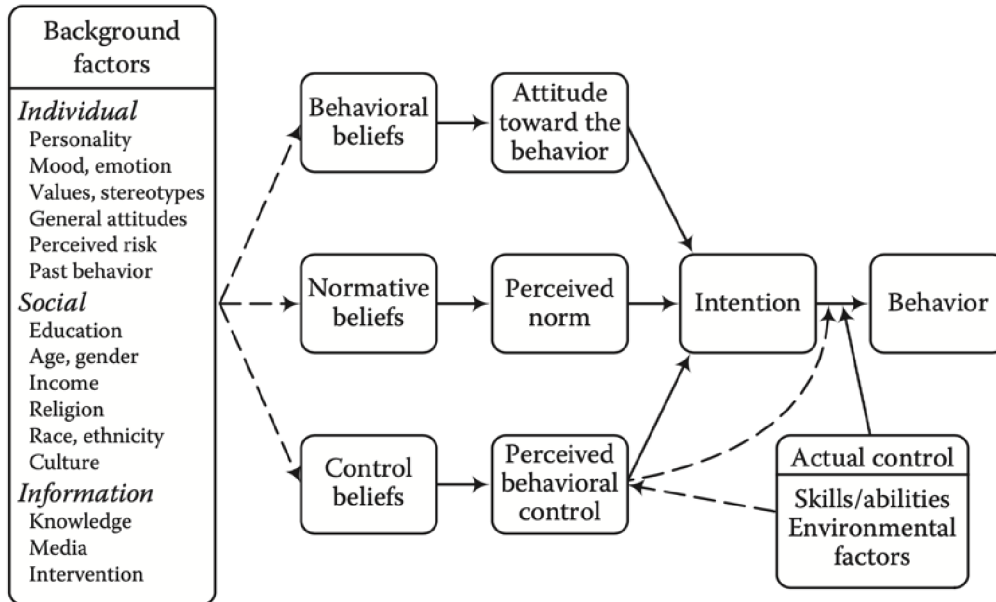 Background
factors
Individual
Personality
Mood, emotion
Values, stereotypes
General attitudes
Perceived risk
Past behavior
Social
Education
Age, gender
Income
Religion
Race, ethnicity
Culture
Information
Knowledge
Media
Intervention
Behavioral
beliefs
Attitude
toward the
behavior
Normative
beliefs
Perceived
norm
Intention
Behavior
Control
beliefs
Perceived
behavioral
control
Actual control
Skills/abilities
Environmental
factors